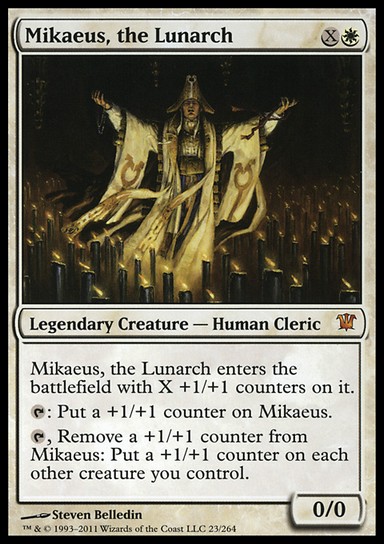 Mikaeus, the Lunarch X
Legendary Creature — Human Cleric
Mikaeus, the Lunarch enters the
battlefield with X +1/+1 counters on it.
: Put a +1/+1 counter on Mikaeus.
, Remove a +1/+1 counter from
Mikaeus: Put a +1/+1 counter on each
other creature you control.
Steven Belledin
™ & © 1993–2011 Wizards of the Coast LLC 23/264
0/0